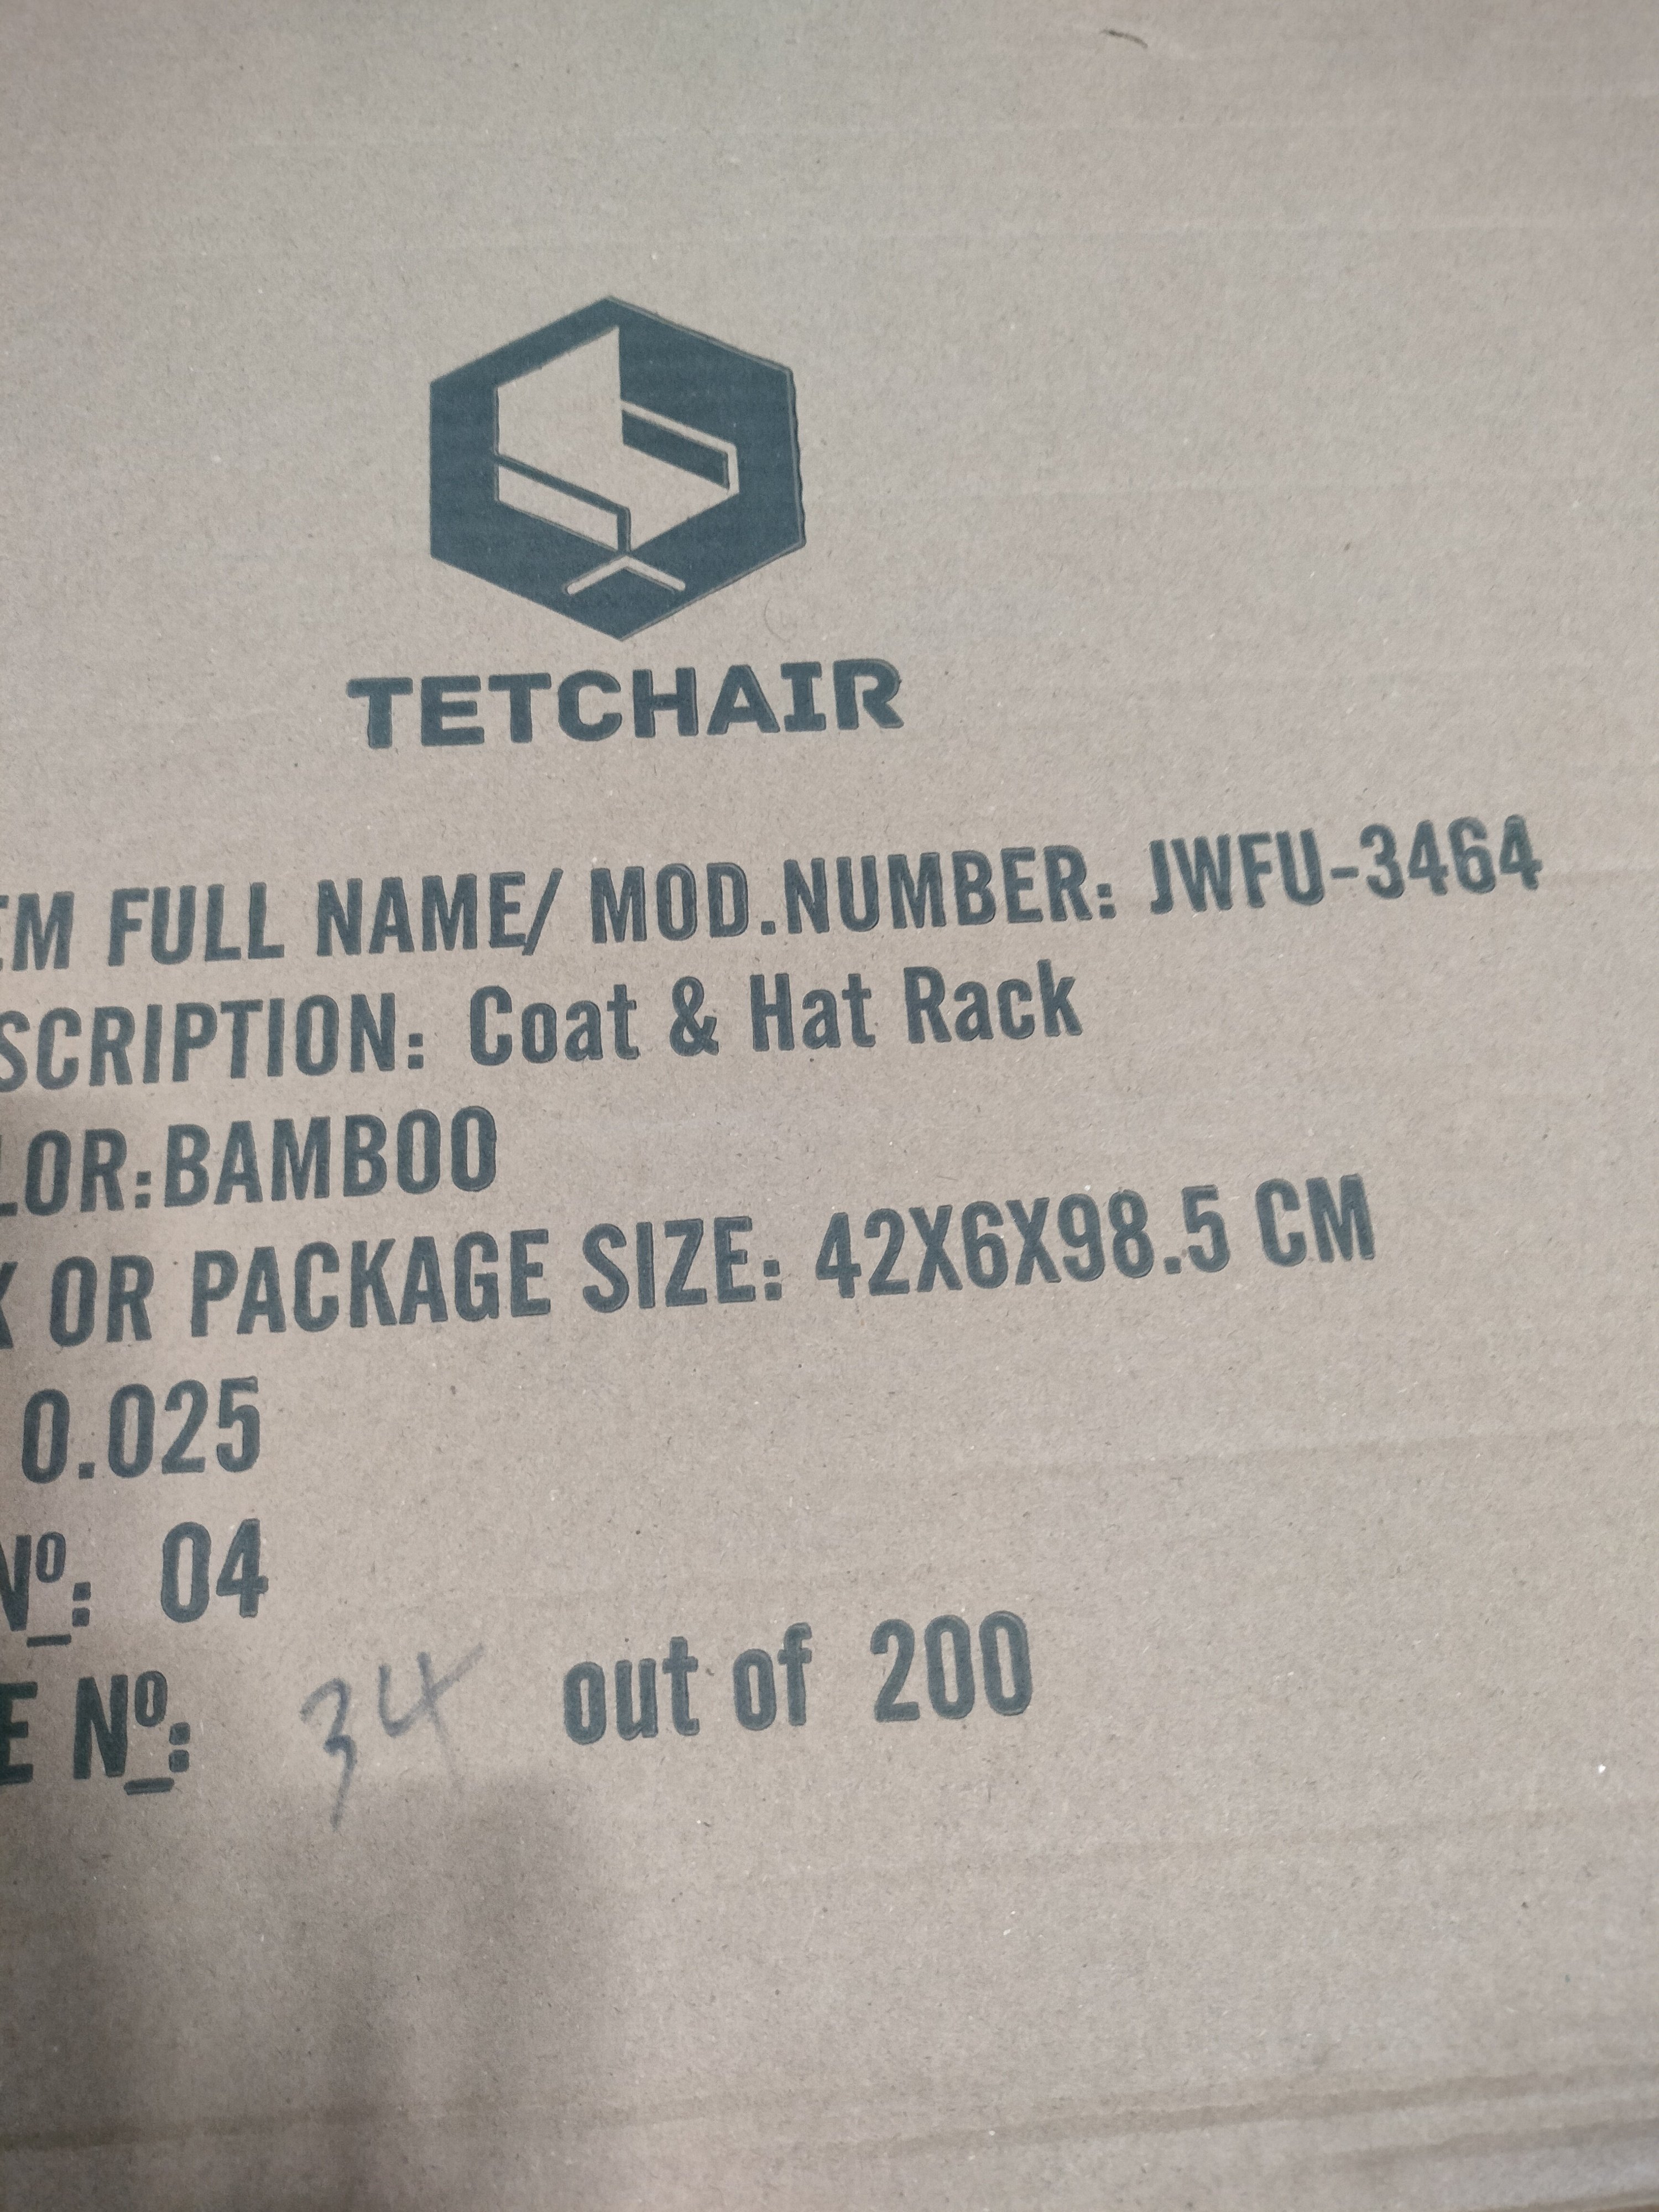 TETCHAIR
EM FULL NAME/ MOD.NUMBER: JWFU-3464
SCRIPTION: Coat & Hat Rack
LOR:BAMBOO
X OR PACKAGE SIZE: 42X6X98.5 CM
0.025
Nº: 04
E Nº: 34 out of 200